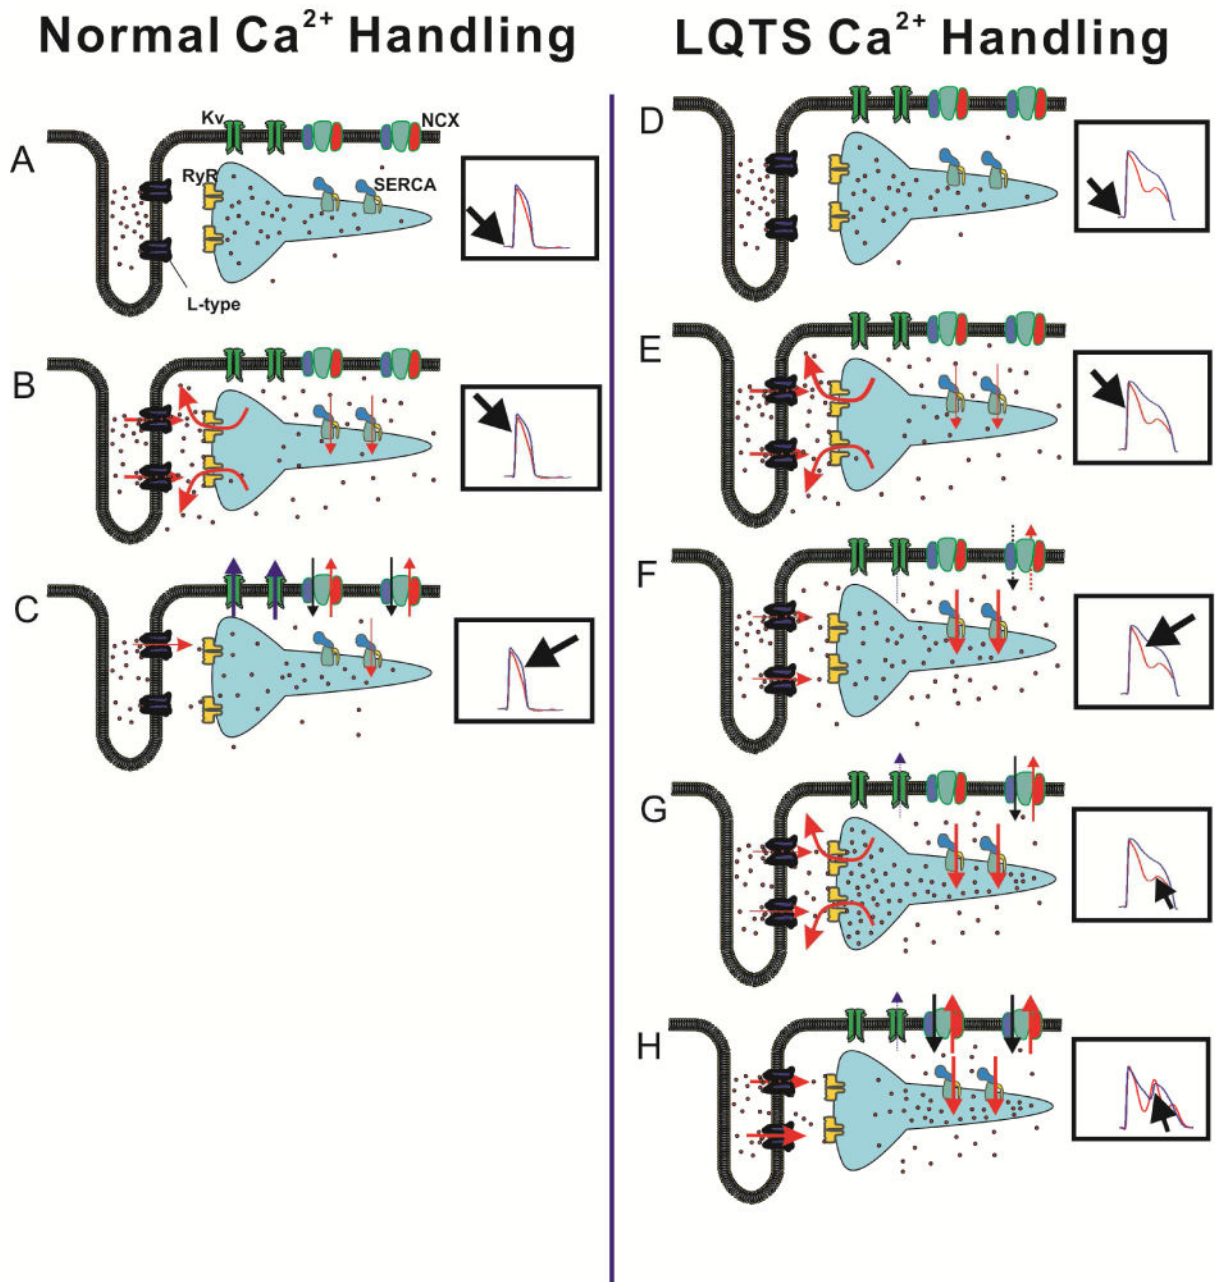 Normal Ca²⁺ Handling
LQTS Ca²⁺ Handling
A
Kv
NCX
RyR
SERCA
L-type
B
C
D
E
F
G
H